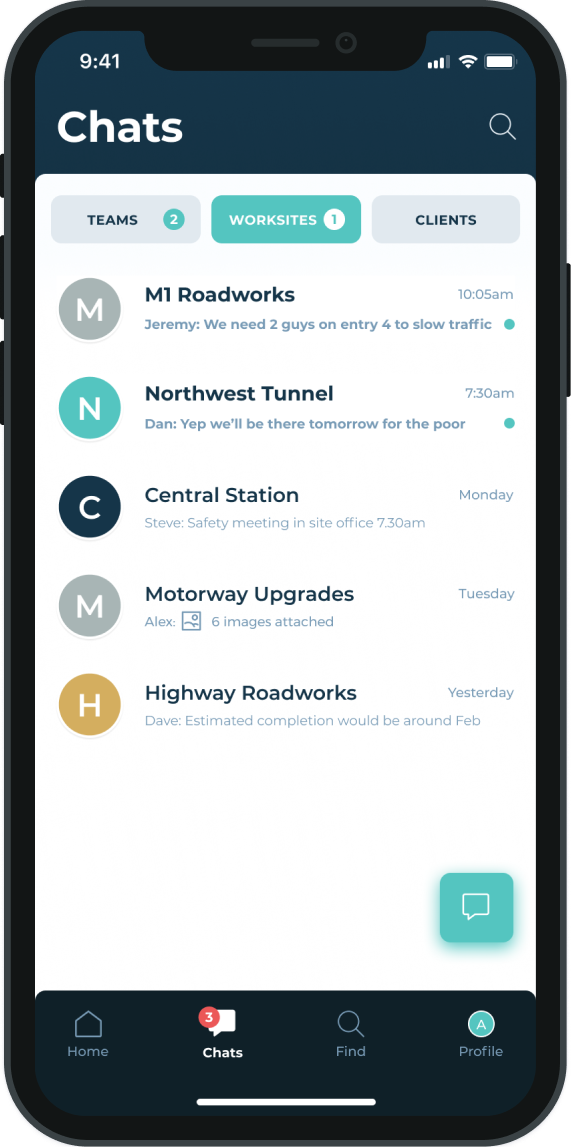 9:41
Chats
TEAMS 2 WORKSITES 1 CLIENTS
M M1 Roadworks 10:05am
Jeremy: We need 2 guys on entry 4 to slow traffic
N Northwest Tunnel 7:30am
Dan: Yep we'll be there tomorrow for the poor
C Central Station Monday
Steve: Safety meeting in site office 7.30am
M Motorway Upgrades Tuesday
Alex: 6 images attached
H Highway Roadworks Yesterday
Dave: Estimated completion would be around Feb
3 A
Home Chats Find Profile